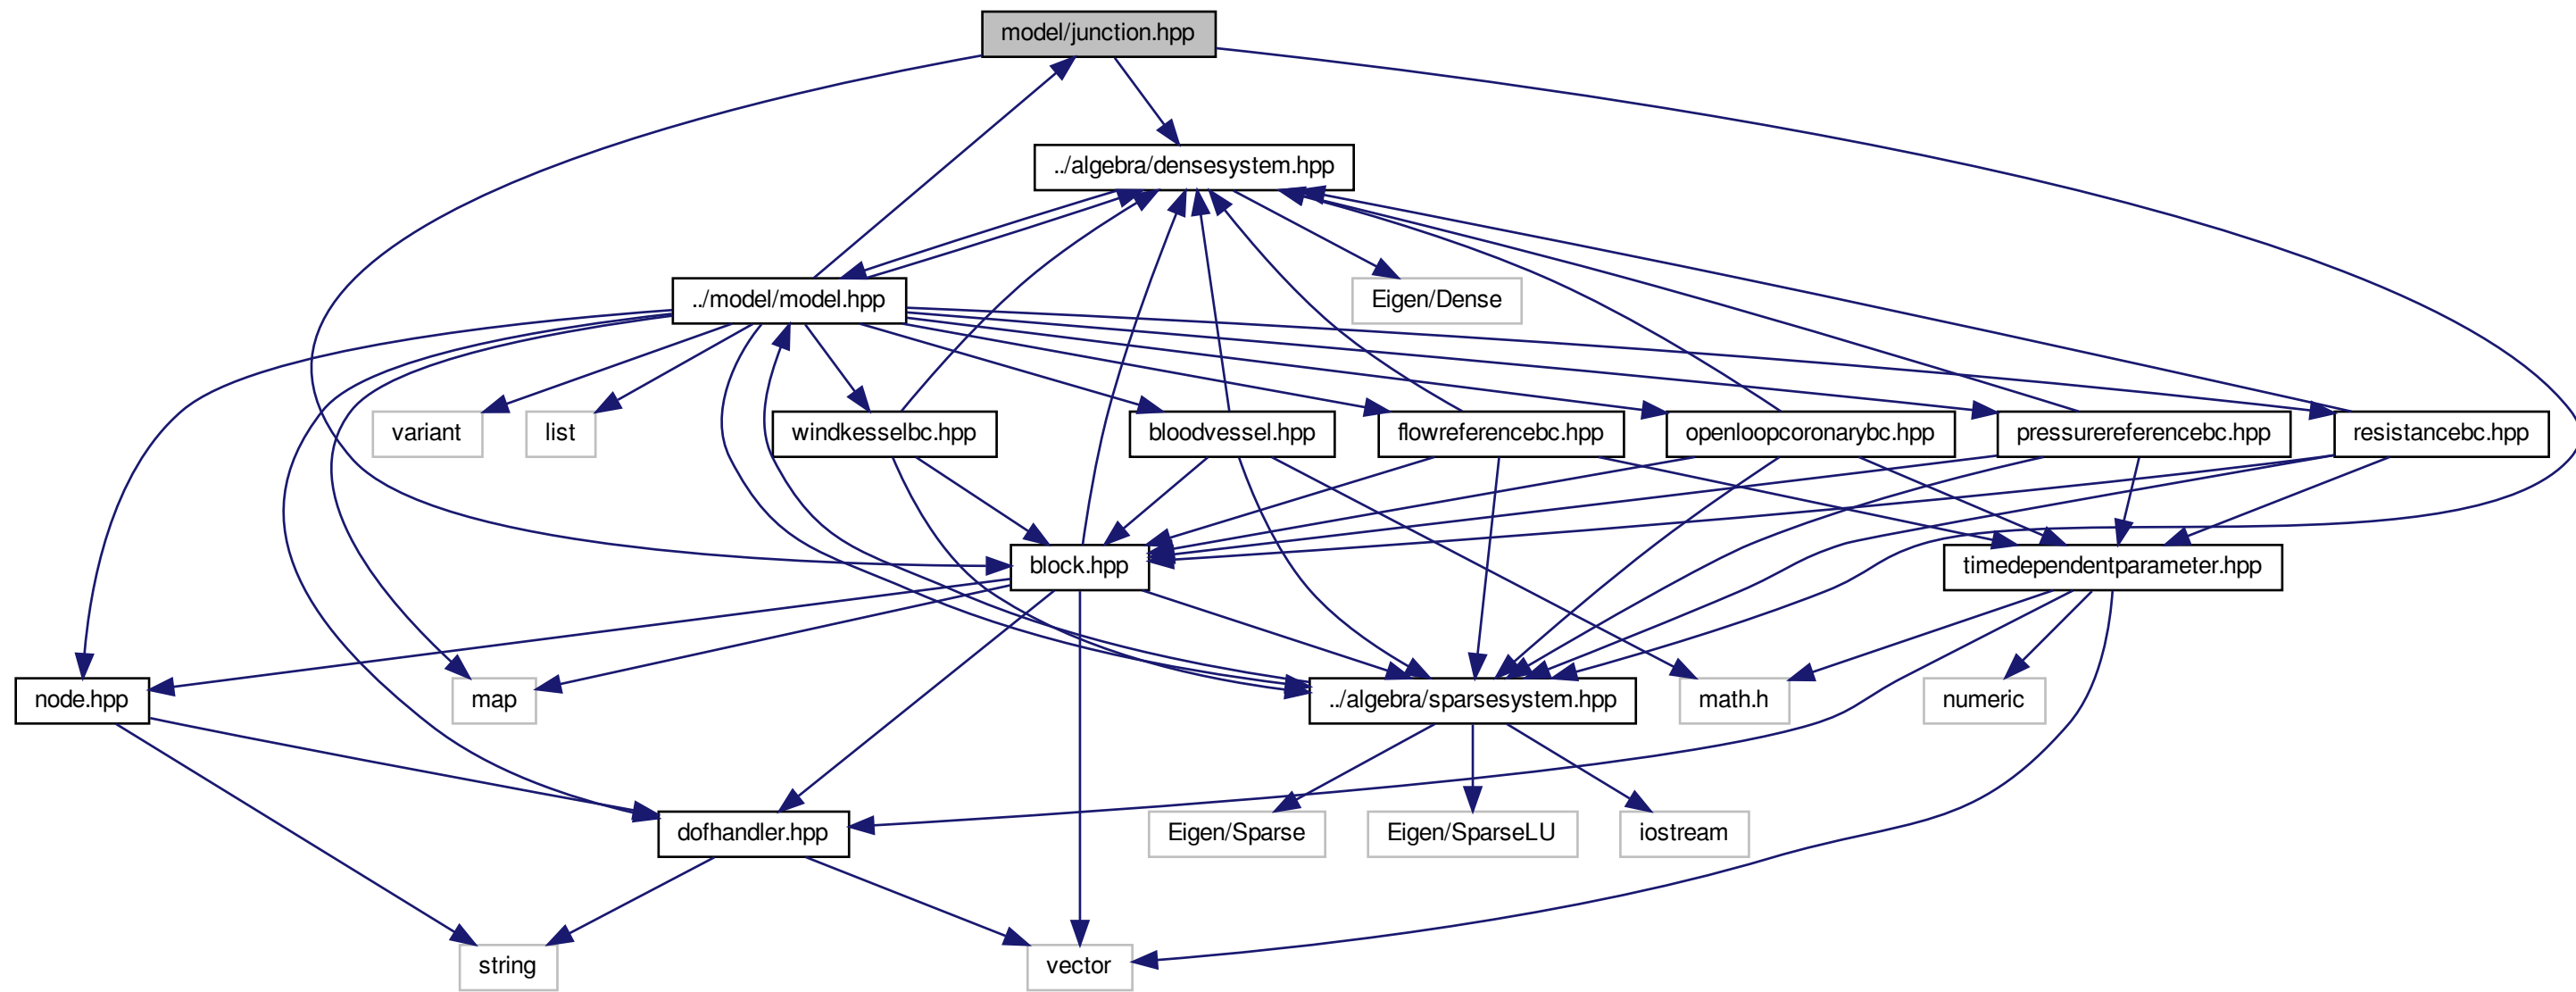 model/junction.hpp
../algebra/densesystem.hpp
../model/model.hpp
Eigen/Dense
variant
list
windkesselbc.hpp
bloodvessel.hpp
flowreferencebc.hpp
openloopcoronarybc.hpp
pressurereferencebc.hpp
resistancebc.hpp
block.hpp
timedependentparameter.hpp
node.hpp
map
../algebra/sparsesystem.hpp
math.h
numeric
dofhandler.hpp
Eigen/Sparse
Eigen/SparseLU
iostream
string
vector